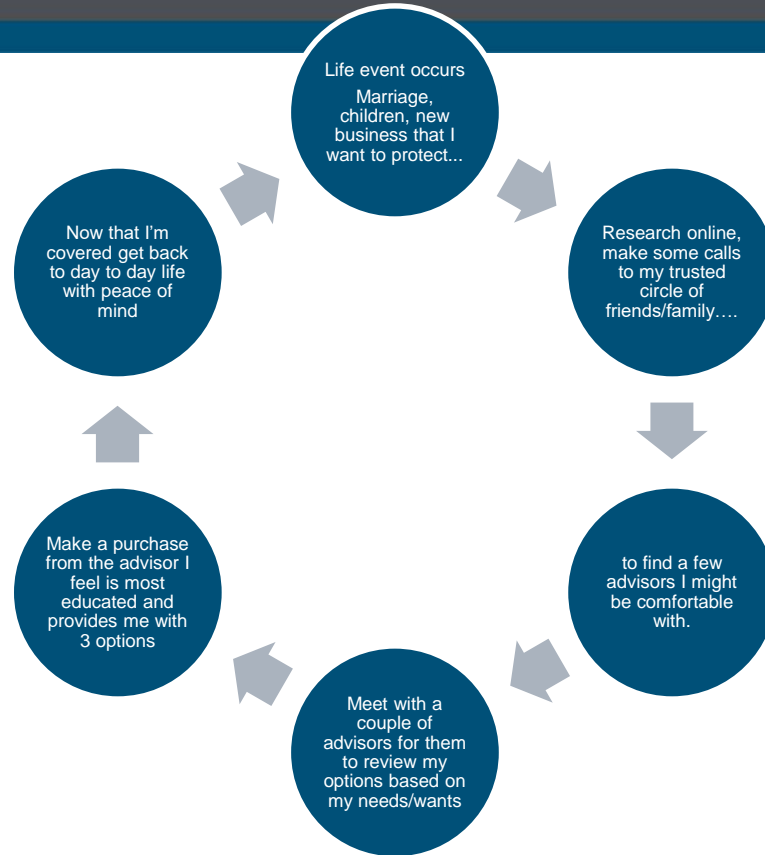 Life event occurs
Marriage,
children, new
business that I
want to protect...
Research online,
make some calls
to my trusted
circle of
friends/family….
to find a few
advisors I might
be comfortable
with.
Meet with a
couple of
advisors for them
to review my
options based on
my needs/wants
Make a purchase
from the advisor I
feel is most
educated and
provides me with
3 options
Now that I’m
covered get back
to day to day life
with peace of
mind